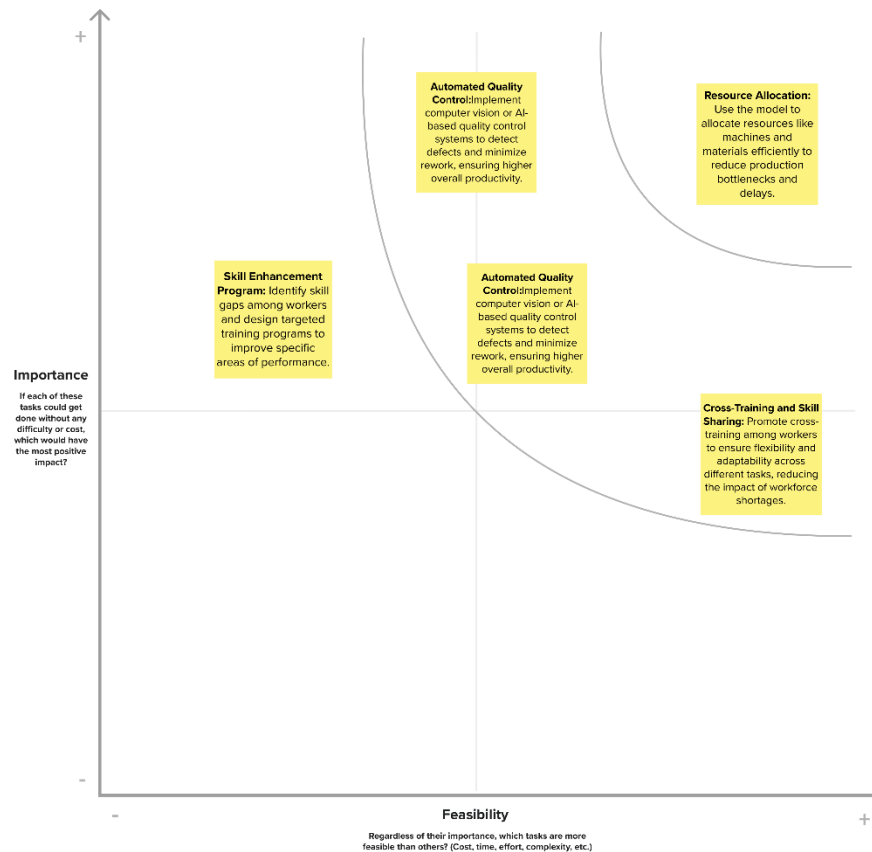 +
Automated Quality
Control:Implement
computer vision or AI-
based quality control
systems to detect
defects and minimize
rework, ensuring higher
overall productivity.
Resource Allocation:
Use the model to
allocate resources like
machines and
materials efficiently to
reduce production
bottlenecks and
delays.
Skill Enhancement
Program: Identify skill
gaps among workers
and design targeted
training programs to
improve specific
areas of performance.
Automated Quality
Control:Implement
computer vision or AI-
based quality control
systems to detect
defects and minimize
rework, ensuring higher
overall productivity.
Importance
If each of these
tasks could get
done without any
difficulty or cost,
which would have
the most positive
impact?
Cross-Training and Skill
Sharing: Promote cross-
training among workers
to ensure flexibility and
adaptability across
different tasks, reducing
the impact of workforce
shortages.
-
-
Feasibility
+
Regardless of their importance, which tasks are more
feasible than others? (Cost, time, effort, complexity, etc.)